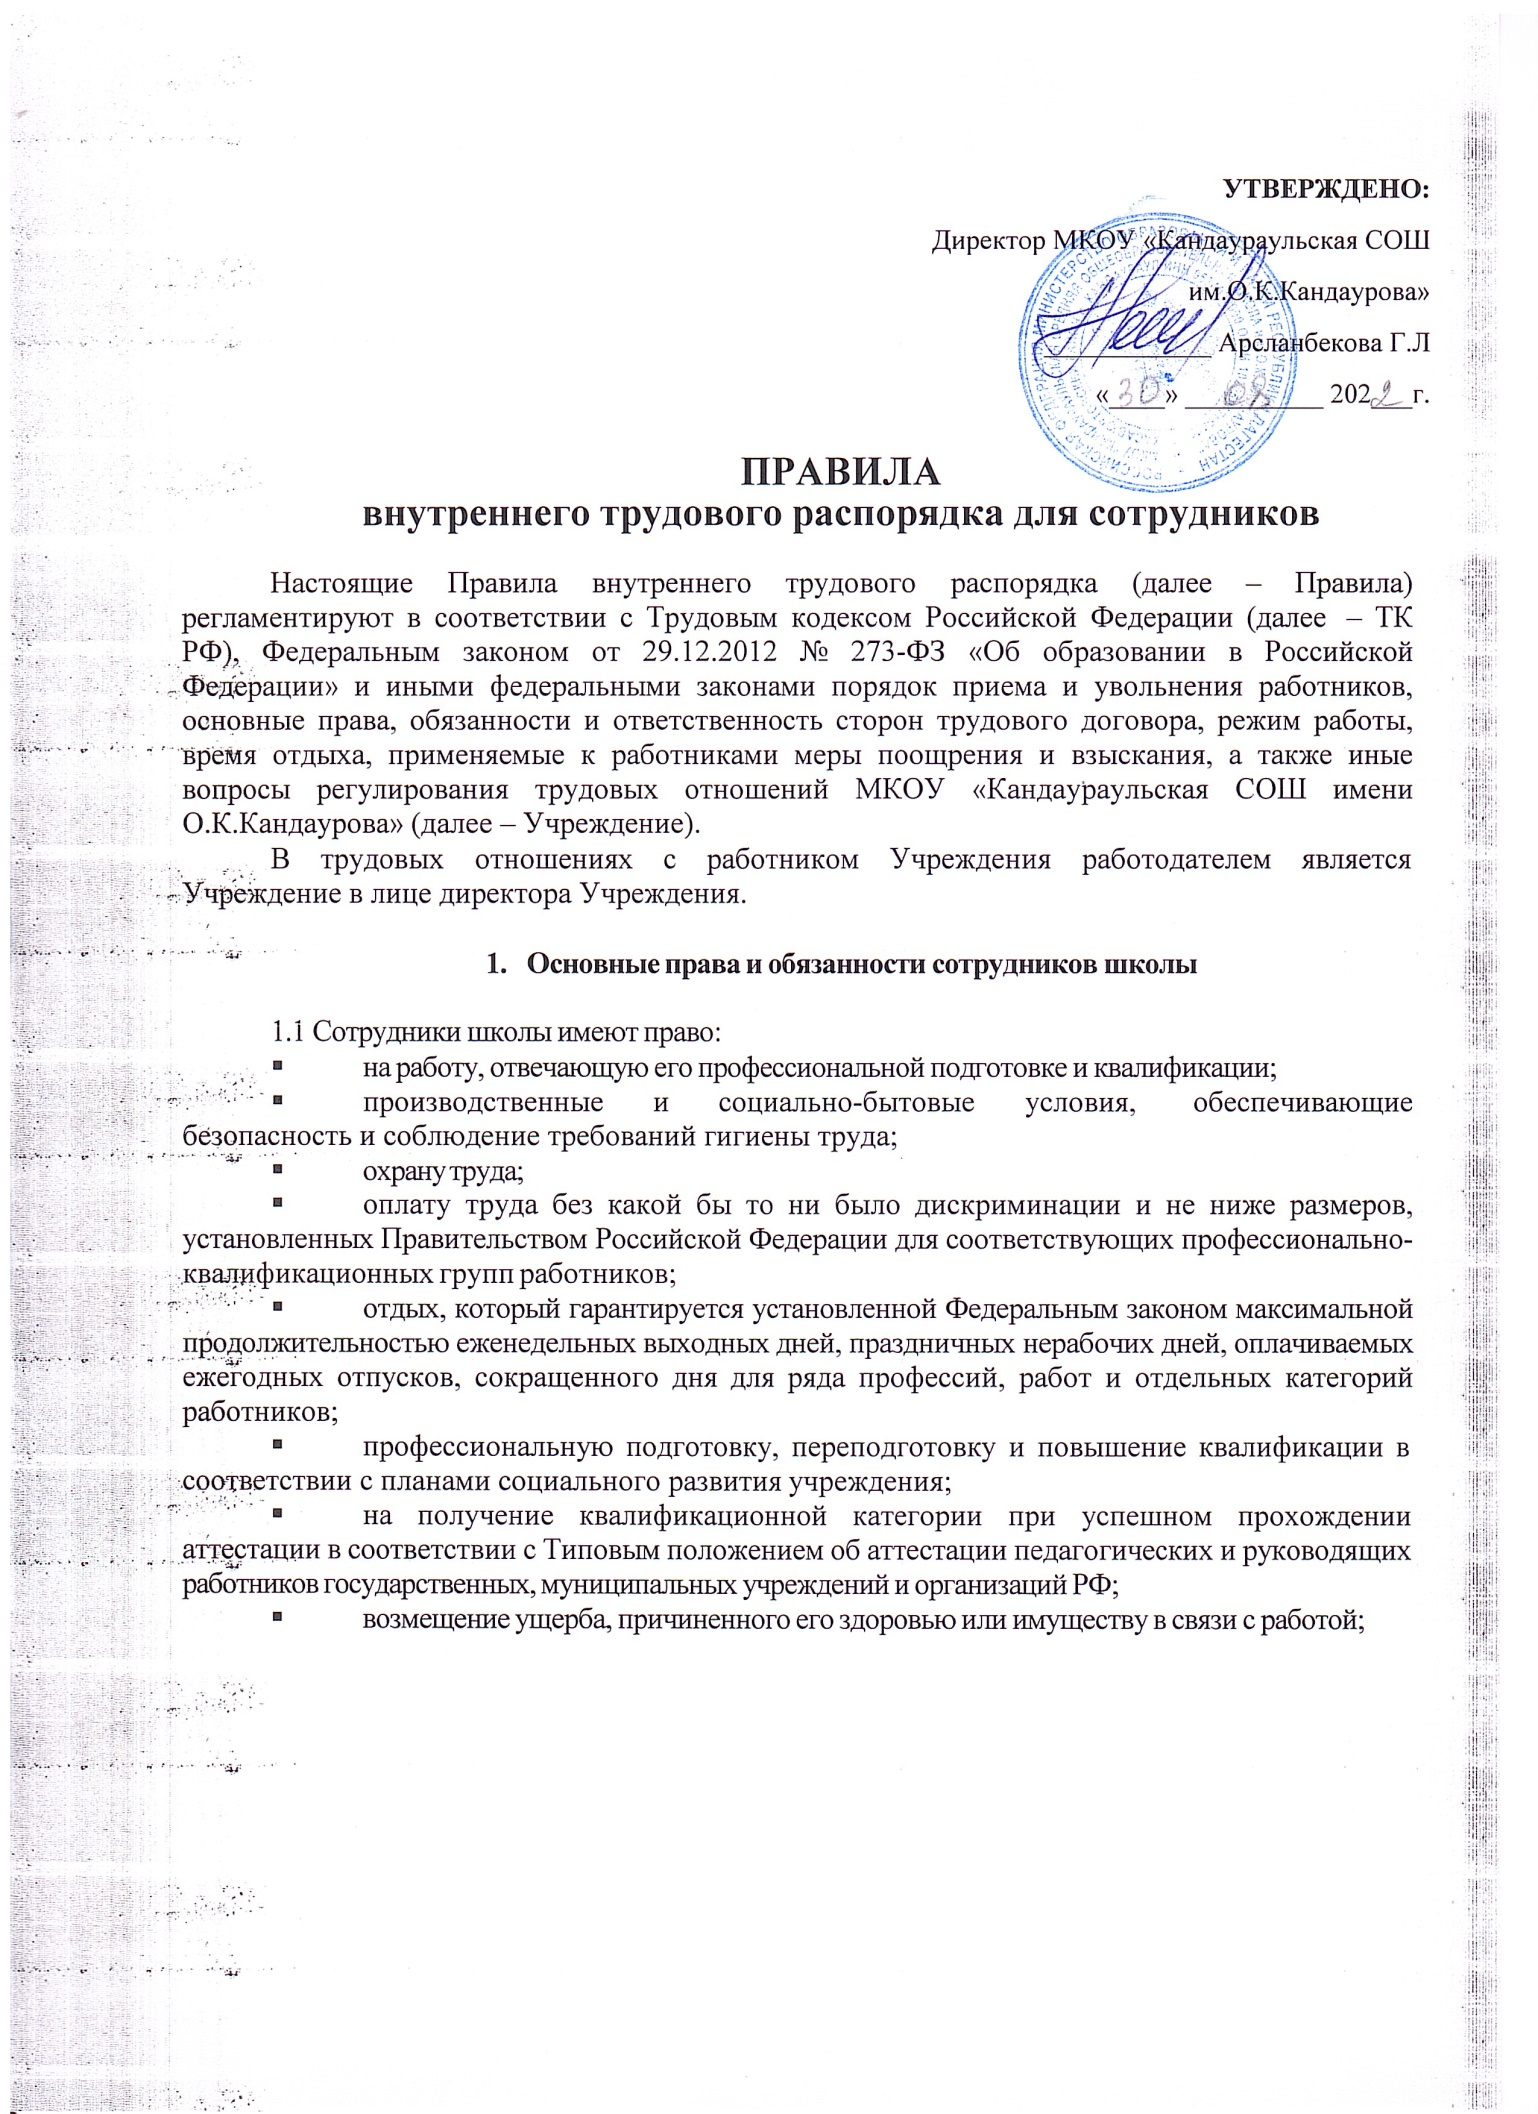 УТВЕРЖДЕНО:
Директор МКОУ «Кандаураульская СОШ
им.О.К.Кандаурова»
____________ Арсланбекова Г.Л
«30» 08 2022 г.
ПРАВИЛА
внутреннего трудового распорядка для сотрудников
Настоящие Правила внутреннего трудового распорядка (далее – Правила)
регламентируют в соответствии с Трудовым кодексом Российской Федерации (далее – ТК
РФ), Федеральным законом от 29.12.2012 № 273-ФЗ «Об образовании в Российской
Федерации» и иными федеральными законами порядок приема и увольнения работников,
основные права, обязанности и ответственность сторон трудового договора, режим работы,
время отдыха, применяемые к работниками меры поощрения и взыскания, а также иные
вопросы регулирования трудовых отношений МКОУ «Кандаураульская СОШ имени
О.К.Кандаурова» (далее – Учреждение).
В трудовых отношениях с работником Учреждения работодателем является
Учреждение в лице директора Учреждения.
1. Основные права и обязанности сотрудников школы
1.1 Сотрудники школы имеют право:
▪ на работу, отвечающую его профессиональной подготовке и квалификации;
▪ производственные и социально-бытовые условия, обеспечивающие
безопасность и соблюдение требований гигиены труда;
▪ охрану труда;
▪ оплату труда без какой бы то ни было дискриминации и не ниже размеров,
установленных Правительством Российской Федерации для соответствующих профессионально-
квалификационных групп работников;
▪ отдых, который гарантируется установленной Федеральным законом максимальной
продолжительностью еженедельных выходных дней, праздничных нерабочих дней, оплачиваемых
ежегодных отпусков, сокращенного дня для ряда профессий, работ и отдельных категорий
работников;
▪ профессиональную подготовку, переподготовку и повышение квалификации в
соответствии с планами социального развития учреждения;
▪ на получение квалификационной категории при успешном прохождении
аттестации в соответствии с Типовым положением об аттестации педагогических и руководящих
работников государственных, муниципальных учреждений и организаций РФ;
▪ возмещение ущерба, причиненного его здоровью или имуществу в связи с работой;